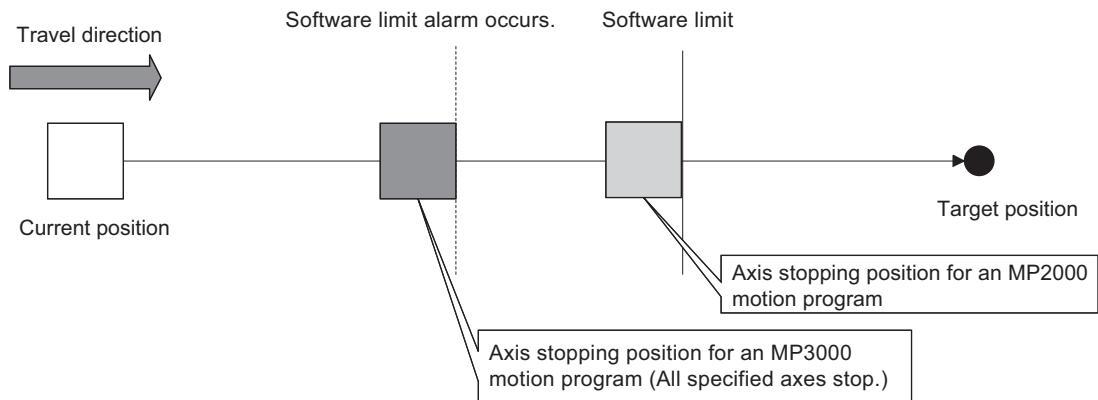 Software limit alarm occurs.
Software limit
Travel direction
Current position
Target position
Axis stopping position for an MP2000
motion program
Axis stopping position for an MP3000
motion program (All specified axes stop.)